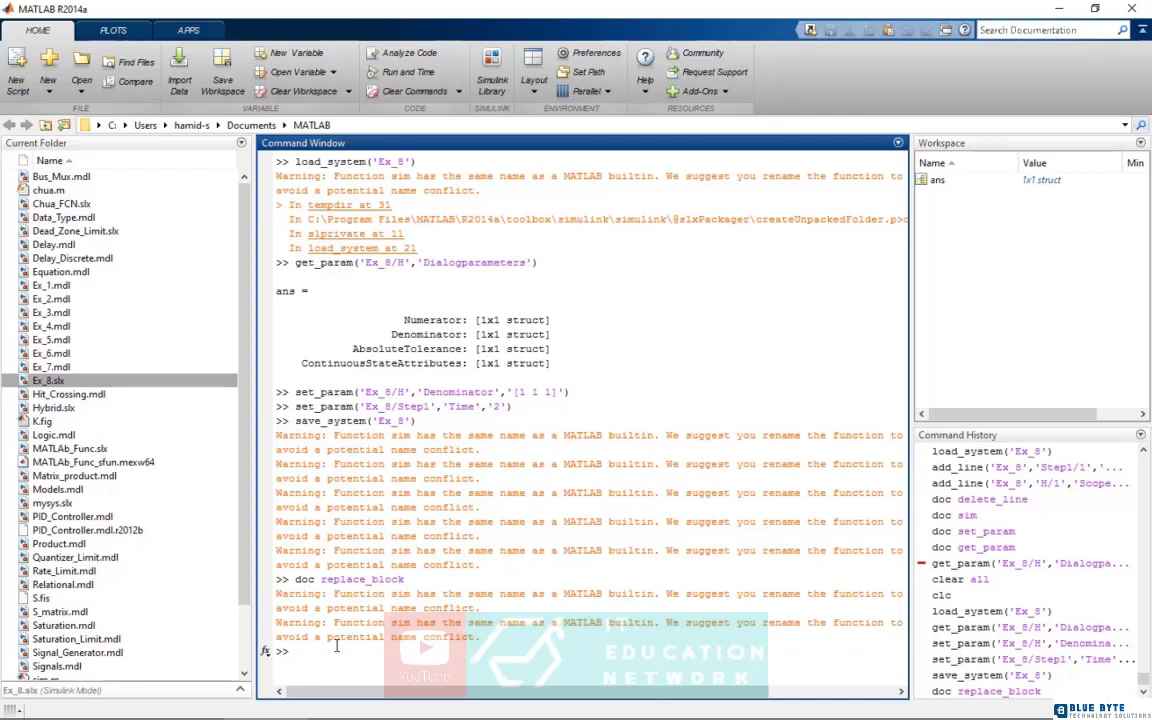 MATLAB R2014a
HOME
PLOTS
APPS
Search Documentation
New Script
New
Open
Find Files
Compare
Import Data
Save Workspace
New Variable
Open Variable
Clear Workspace
Analyze Code
Run and Time
Clear Commands
Simulink Library
Layout
Preferences
Set Path
Parallel
Help
Community
Request Support
Add-Ons
FILE
VARIABLE
CODE
SIMULINK
ENVIRONMENT
RESOURCES
C: Users hamid-s Documents MATLAB
Current Folder
Name
Bus_Mux.mdl
chua.m
Chua_FCN.slx
Data_Type.mdl
Dead_Zone_Limit.slx
Delay.mdl
Delay_Discrete.mdl
Equation.mdl
Ex_1.mdl
Ex_2.mdl
Ex_3.mdl
Ex_4.mdl
Ex_5.mdl
Ex_6.mdl
Ex_7.mdl
Ex_8.slx
Hit_Crossing.mdl
Hybrid.slx
K.fig
Logic.mdl
MATLAb_Func.slx
MATLAb_Func_sfun.mexw64
Matrix_product.mdl
Models.mdl
mysys.slx
PID_Controller.mdl
PID_Controller.mdl.r2012b
Product.mdl
Quantizer_Limit.mdl
Rate_Limit.mdl
Relational.mdl
S.fis
S_matrix.mdl
Saturation.mdl
Saturation_Limit.mdl
Signal_Generator.mdl
Signals.mdl
sim.m
Ex_8.slx (Simulink Model)
Command Window
>> load_system('Ex_8')
Warning: Function sim has the same name as a MATLAB builtin. We suggest you rename the function to
avoid a potential name conflict.
> In tempdir at 31
In C:\Program Files\MATLAB\R2014a\toolbox\simulink\simulink\@slxPackager\createUnpackedFolder.p>c
In slprivate at 11
In load_system at 21
>> get_param('Ex_8/H','Dialogparameters')
ans =
Numerator: [1x1 struct]
Denominator: [1x1 struct]
AbsoluteTolerance: [1x1 struct]
ContinuousStateAttributes: [1x1 struct]
>> set_param('Ex_8/H','Denominator','[1 1 1]')
>> set_param('Ex_8/Step1','Time','2')
>> save_system('Ex_8')
Warning: Function sim has the same name as a MATLAB builtin. We suggest you rename the function to
avoid a potential name conflict.
Warning: Function sim has the same name as a MATLAB builtin. We suggest you rename the function to
avoid a potential name conflict.
Warning: Function sim has the same name as a MATLAB builtin. We suggest you rename the function to
avoid a potential name conflict.
Warning: Function sim has the same name as a MATLAB builtin. We suggest you rename the function to
avoid a potential name conflict.
Warning: Function sim has the same name as a MATLAB builtin. We suggest you rename the function to
avoid a potential name conflict.
>> doc replace_block
Warning: Function sim has the same name as a MATLAB builtin. We suggest you rename the function to
avoid a potential name conflict.
Warning: Function sim has the same name as a MATLAB builtin. We suggest you rename the function to
avoid a potential name conflict.
fx >>
YouTube
EDUCATION
NETWORK
Workspace
Name Value Min
ans 1x1 struct
Command History
load_system('Ex_8')
add_line('Ex_8','Step1/1','...
add_line('Ex_8','H/1','Scope...
doc delete_line
doc sim
doc set_param
doc get_param
get_param('Ex_8/H','Dialogpa...
clear all
clc
load_system('Ex_8')
get_param('Ex_8/H','Dialogpa...
set_param('Ex_8/H','Denomina...
set_param('Ex_8/Step1','Time'...
save_system('Ex_8')
doc replace_block
BLUE BYTE
TECHNOLOGY SOLUTIONS